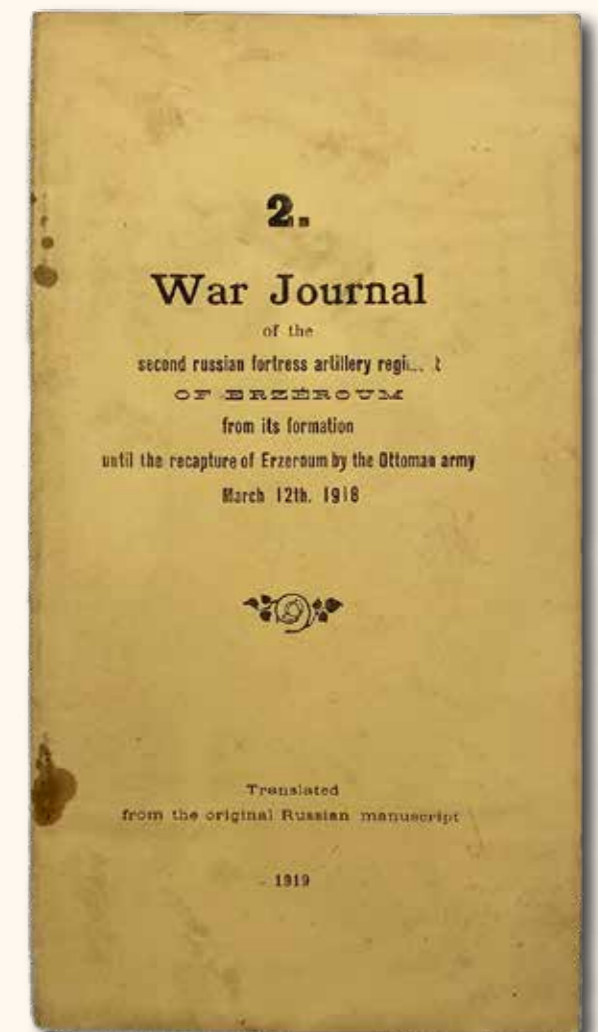 2.
War Journal
of the
second russian fortress artillery
OF ERZÉROUM
from its formation
until the recapture of Erzeroum by the Ottoman army
March 12th. 1918
Translated
from the original Russian manuscript
- 1919